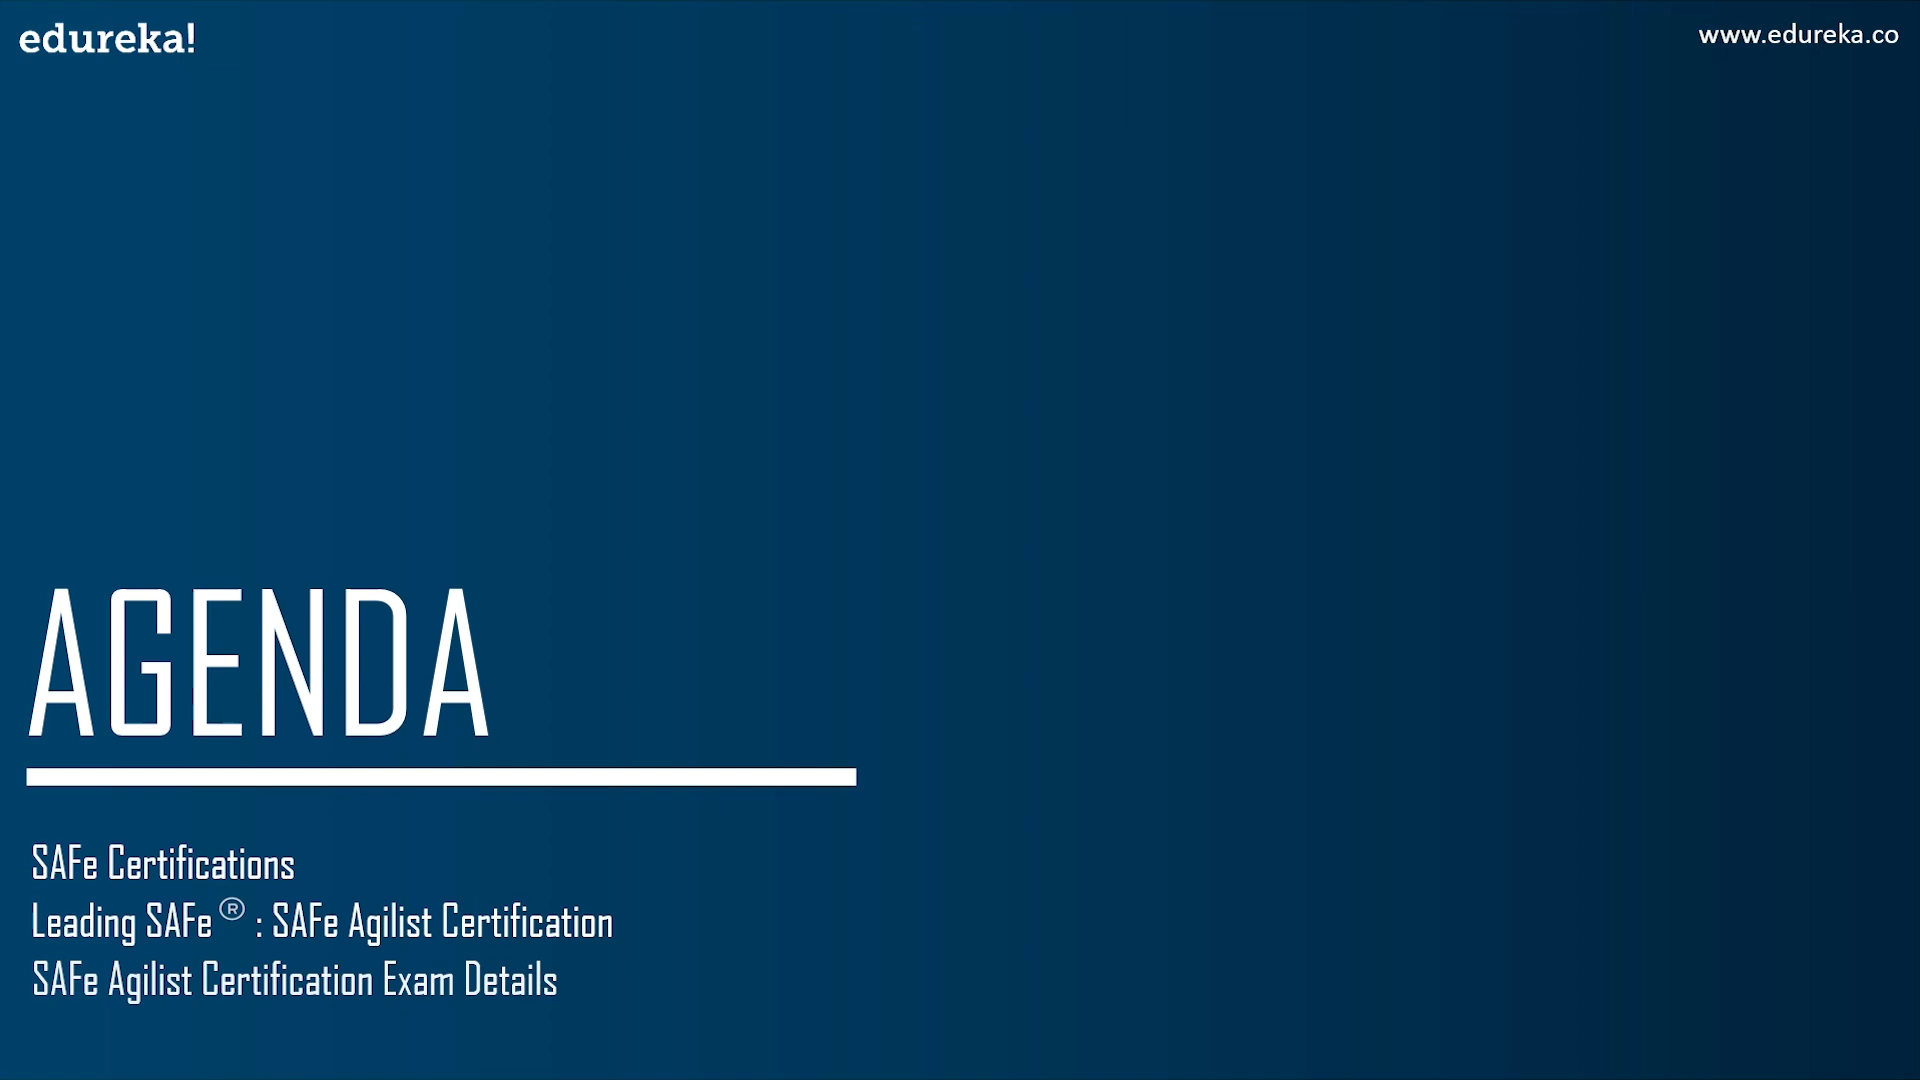 edureka!
www.edureka.co
AGENDA
SAFe Certifications
Leading SAFe® : SAFe Agilist Certification
SAFe Agilist Certification Exam Details